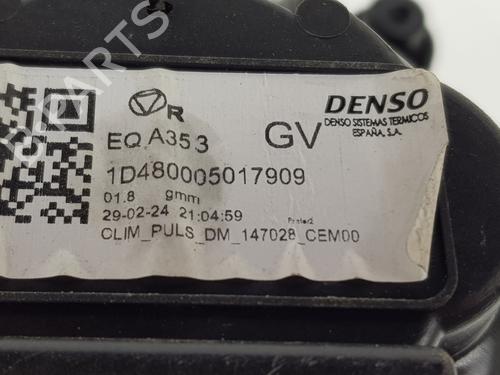 R
DENSO
DENSO SISTEMAS TERMICOS
ESPAÑA, S.A.
EQ.A353
GV
1D480005017909
01.8 gmm
29-02-24 21:04:59
CLIM_PULS_DM_147028_CEM00